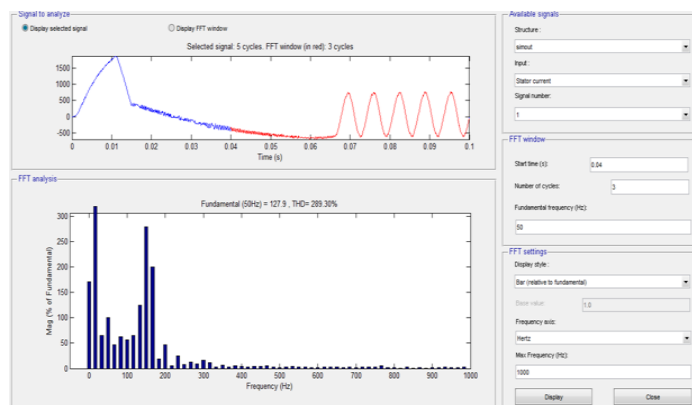 Signal to analyze
Display selected signal
Display FFT window
Selected signal: 5 cycles. FFT window (in red): 3 cycles
1500
1000
500
0
-500
0
0.01
0.02
0.03
0.04
0.05
0.06
0.07
0.08
0.09
0.1
Time (s)
FFT analysis
Fundamental (50Hz) = 127.9 , THD= 289.30%
Mag (% of Fundamental)
300
250
200
150
100
50
0
0
100
200
300
400
500
600
700
800
900
1000
Frequency (Hz)
Available signals
Structure :
simout
Input :
Stator current
Signal number:
1
FFT window
Start time (s):
0.04
Number of cycles:
3
Fundamental frequency (Hz):
50
FFT settings
Display style :
Bar (relative to fundamental)
Base value:
1.0
Frequency axis:
Hertz
Max Frequency (Hz):
1000
Display
Close